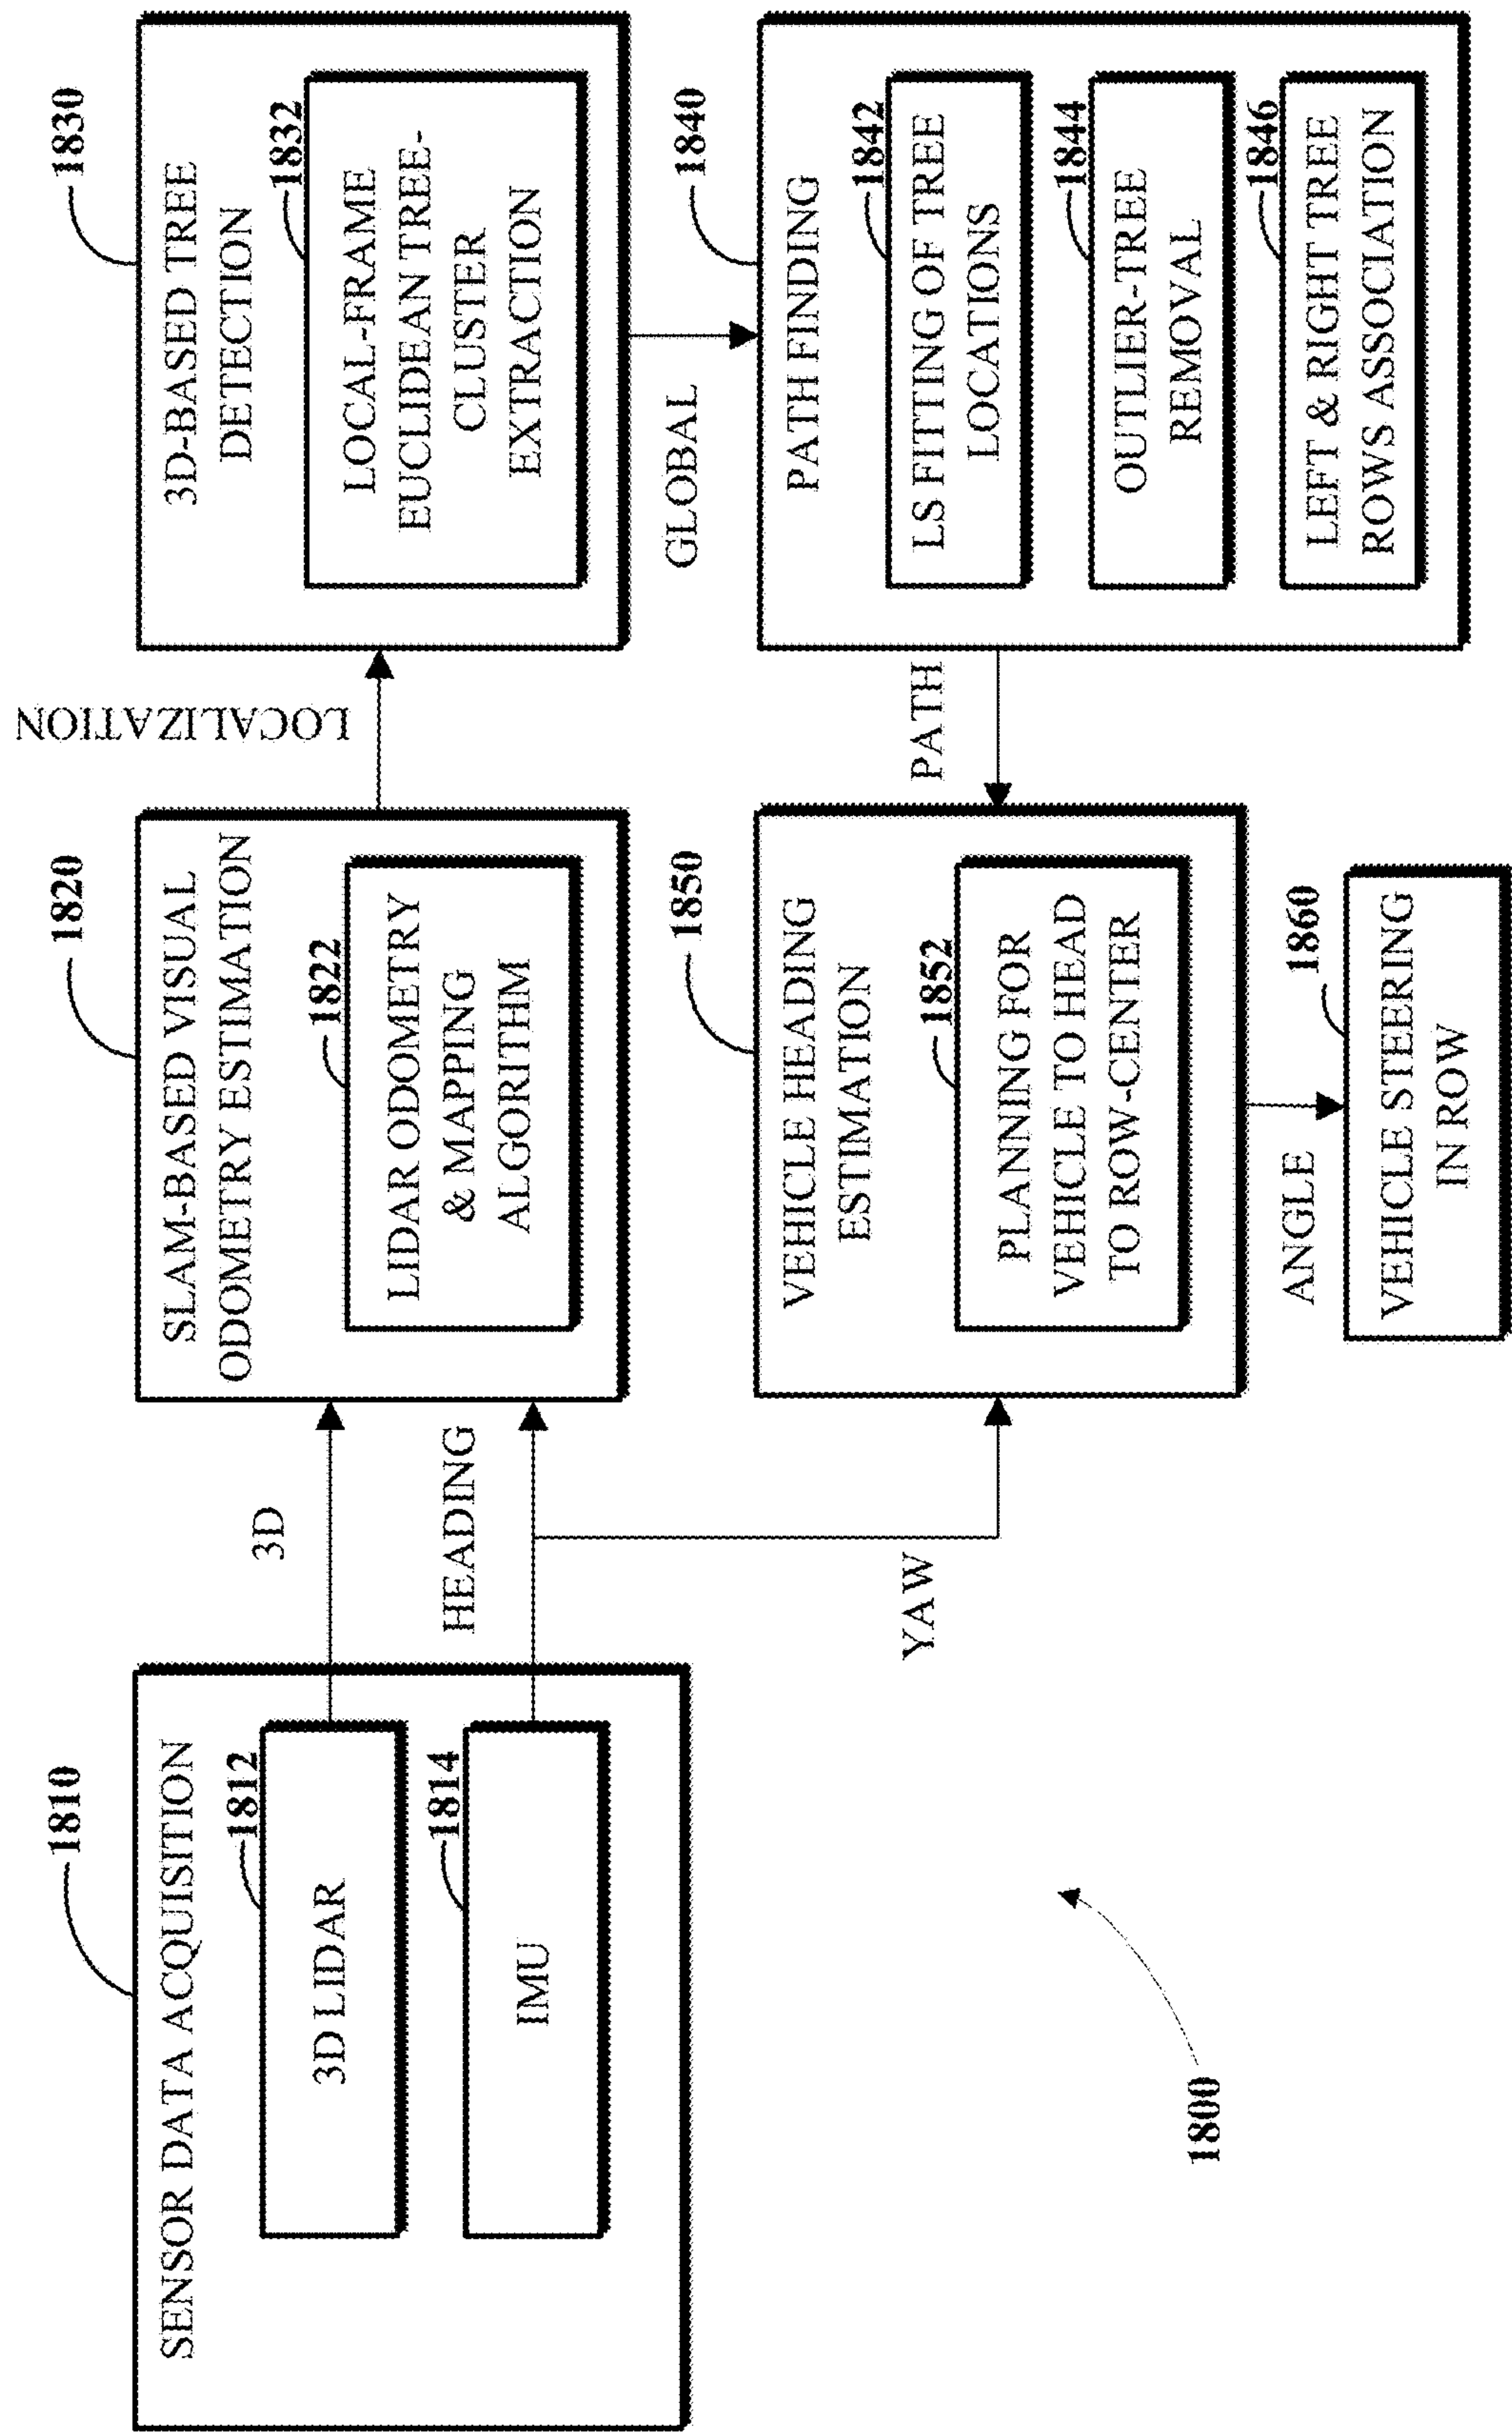 1810
SENSOR DATA ACQUISITION
1812
3D LIDAR
1814
IMU
3D
HEADING
YAW
1820
SLAM-BASED VISUAL
ODOMETRY ESTIMATION
1822
LIDAR ODOMETRY
& MAPPING
ALGORITHM
LOCALIZATION
1830
3D-BASED TREE
DETECTION
1832
LOCAL-FRAME
EUCLIDEAN TREE-
CLUSTER
EXTRACTION
GLOBAL
1840
PATH FINDING
1842
LS FITTING OF TREE
LOCATIONS
1844
OUTLIER-TREE
REMOVAL
1846
LEFT & RIGHT TREE
ROWS ASSOCIATION
PATH
1850
VEHICLE HEADING
ESTIMATION
1852
PLANNING FOR
VEHICLE TO HEAD
TO ROW-CENTER
ANGLE
1860
VEHICLE STEERING
IN ROW
1800